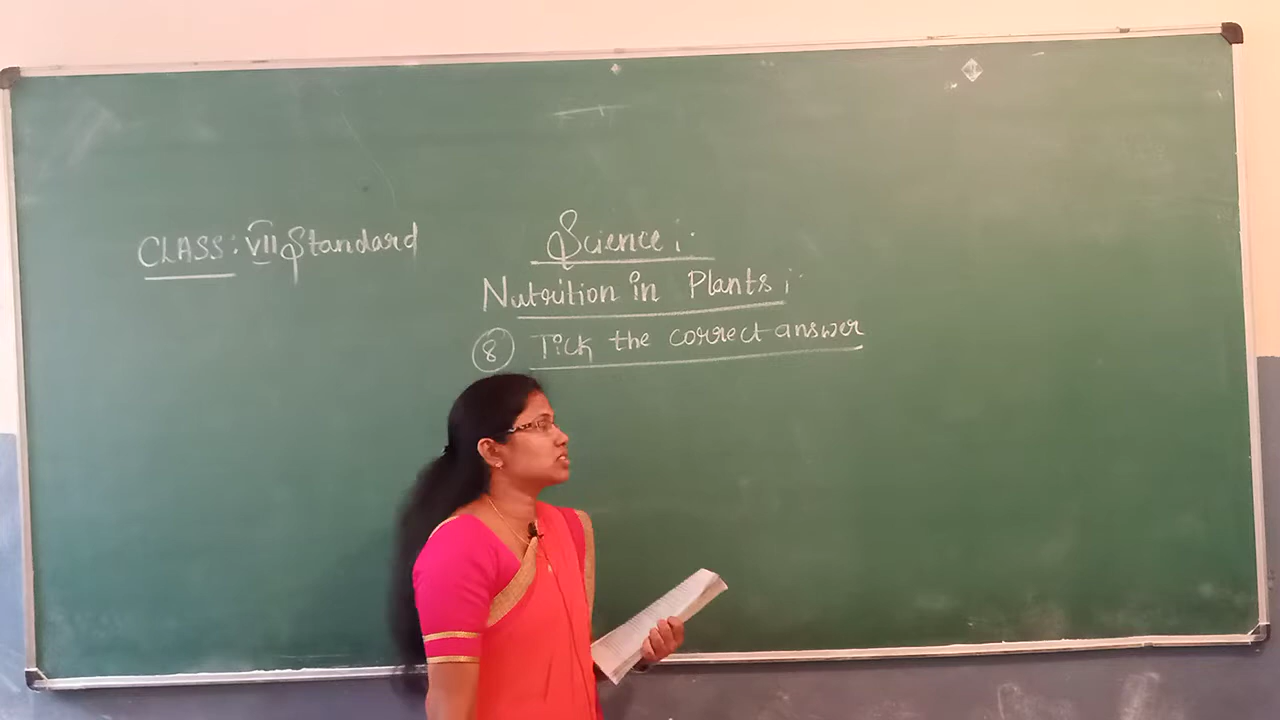 CLASS: VII Standard
Science:
Nutrition in Plants:
8 Tick the correct answer